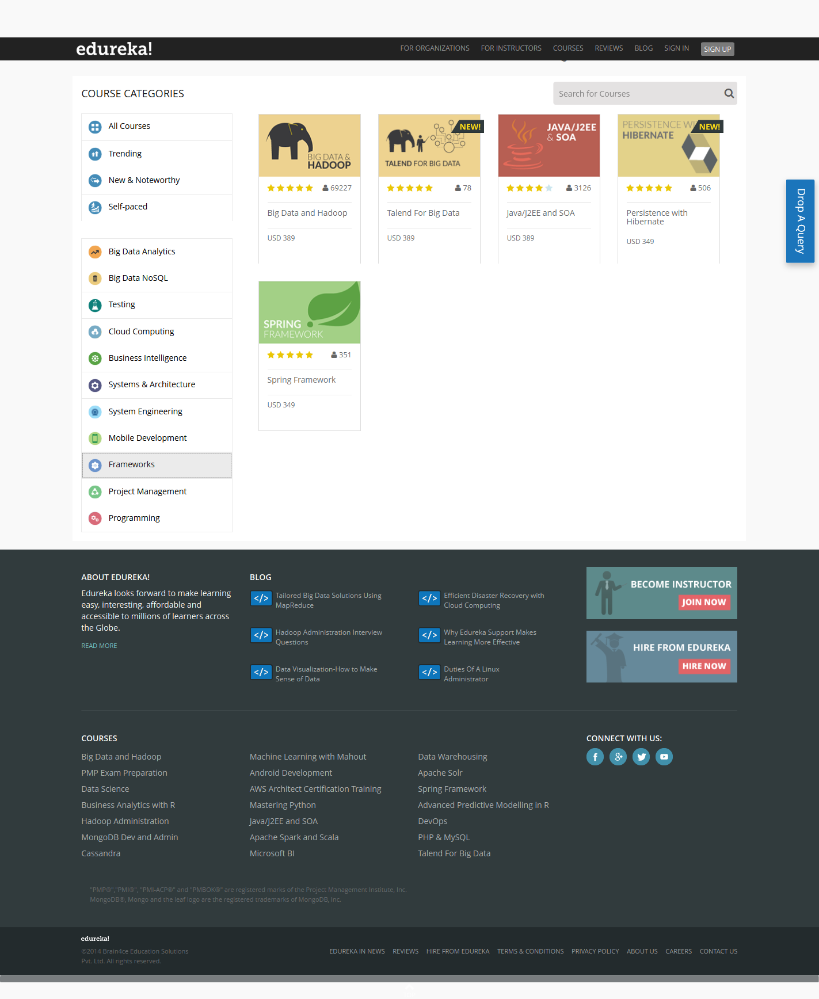 edureka!
FOR ORGANIZATIONS FOR INSTRUCTORS COURSES REVIEWS BLOG SIGN IN SIGN UP
COURSE CATEGORIES
Search for Courses
All Courses
Trending
New & Noteworthy
Self-paced
Big Data Analytics
Big Data NoSQL
Testing
Cloud Computing
Business Intelligence
Systems & Architecture
System Engineering
Mobile Development
Frameworks
Project Management
Programming
BIG DATA &
HADOOP
69227
Big Data and Hadoop
USD 389
NEW!
TALEND FOR BIG DATA
78
Talend For Big Data
USD 389
JAVA/J2EE
& SOA
3126
Java/J2EE and SOA
USD 389
NEW!
PERSISTENCE WI
HIBERNATE
506
Persistence with
Hibernate
USD 349
SPRING
FRAMEWORK
351
Spring Framework
USD 349
Drop A Query
ABOUT EDUREKA!
Edureka looks forward to make learning
easy, interesting, affordable and
accessible to millions of learners across
the Globe.
READ MORE
BLOG
</> Tailored Big Data Solutions Using
MapReduce
</> Efficient Disaster Recovery with
Cloud Computing
</> Hadoop Administration Interview
Questions
</> Why Edureka Support Makes
Learning More Effective
</> Data Visualization-How to Make
Sense of Data
</> Duties Of A Linux
Administrator
BECOME INSTRUCTOR
JOIN NOW
HIRE FROM EDUREKA
HIRE NOW
COURSES
Big Data and Hadoop
PMP Exam Preparation
Data Science
Business Analytics with R
Hadoop Administration
MongoDB Dev and Admin
Cassandra
Machine Learning with Mahout
Android Development
AWS Architect Certification Training
Mastering Python
Java/J2EE and SOA
Apache Spark and Scala
Microsoft BI
Data Warehousing
Apache Solr
Spring Framework
Advanced Predictive Modelling in R
DevOps
PHP & MySQL
Talend For Big Data
CONNECT WITH US:
"PMP®","PMI®", "PMI-ACP®" and "PMBOK®" are registered marks of the Project Management Institute, Inc.
MongoDB®, Mongo and the leaf logo are the registered trademarks of MongoDB, Inc.
edureka!
©2014 Brain4ce Education Solutions
Pvt. Ltd. All rights reserved.
EDUREKA IN NEWS REVIEWS HIRE FROM EDUREKA TERMS & CONDITIONS PRIVACY POLICY ABOUT US CAREERS CONTACT US